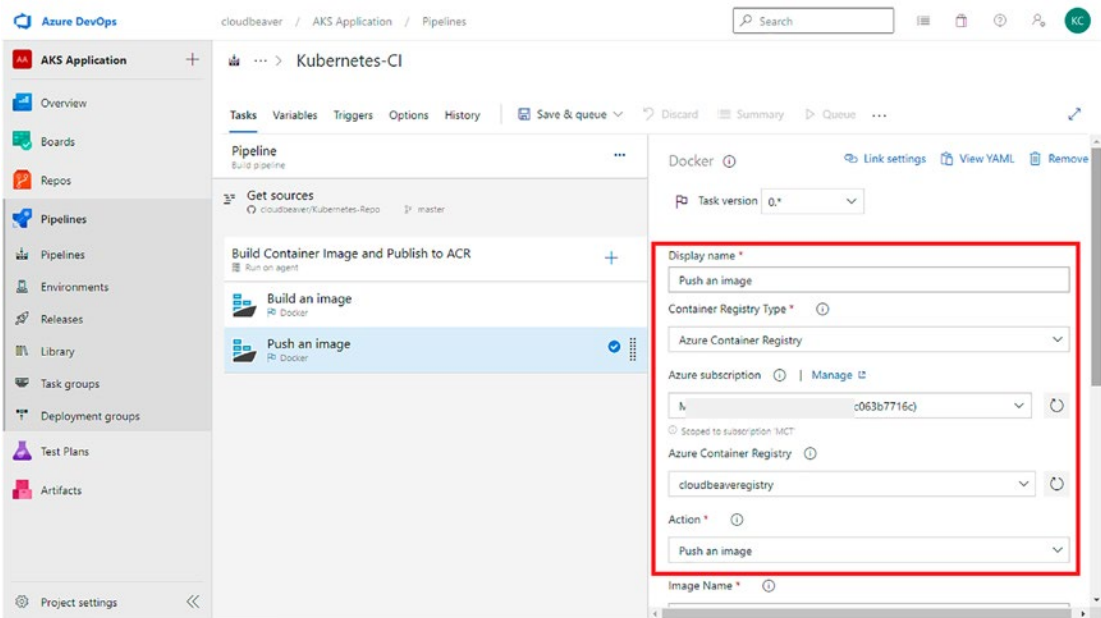 Azure DevOps
cloudbeaver / AKS Application / Pipelines
Search
KC
AA AKS Application
Overview
Boards
Repos
Pipelines
Pipelines
Environments
Releases
Library
Task groups
Deployment groups
Test Plans
Artifacts
Project settings
... > Kubernetes-CI
Tasks Variables Triggers Options History Save & queue Discard Summary Queue ...
Pipeline
Build pipeline
Get sources
cloudbeaver/Kubernetes-Repo master
Build Container Image and Publish to ACR
Run on agent
Build an image
Docker
Push an image
Docker
Docker Link settings View YAML Remove
Task version 0.*
Display name *
Push an image
Container Registry Type *
Azure Container Registry
Azure subscription | Manage
:063b7716c)
Scoped to subscription 'MCT'
Azure Container Registry
cloudbeaveregistry
Action *
Push an image
Image Name *